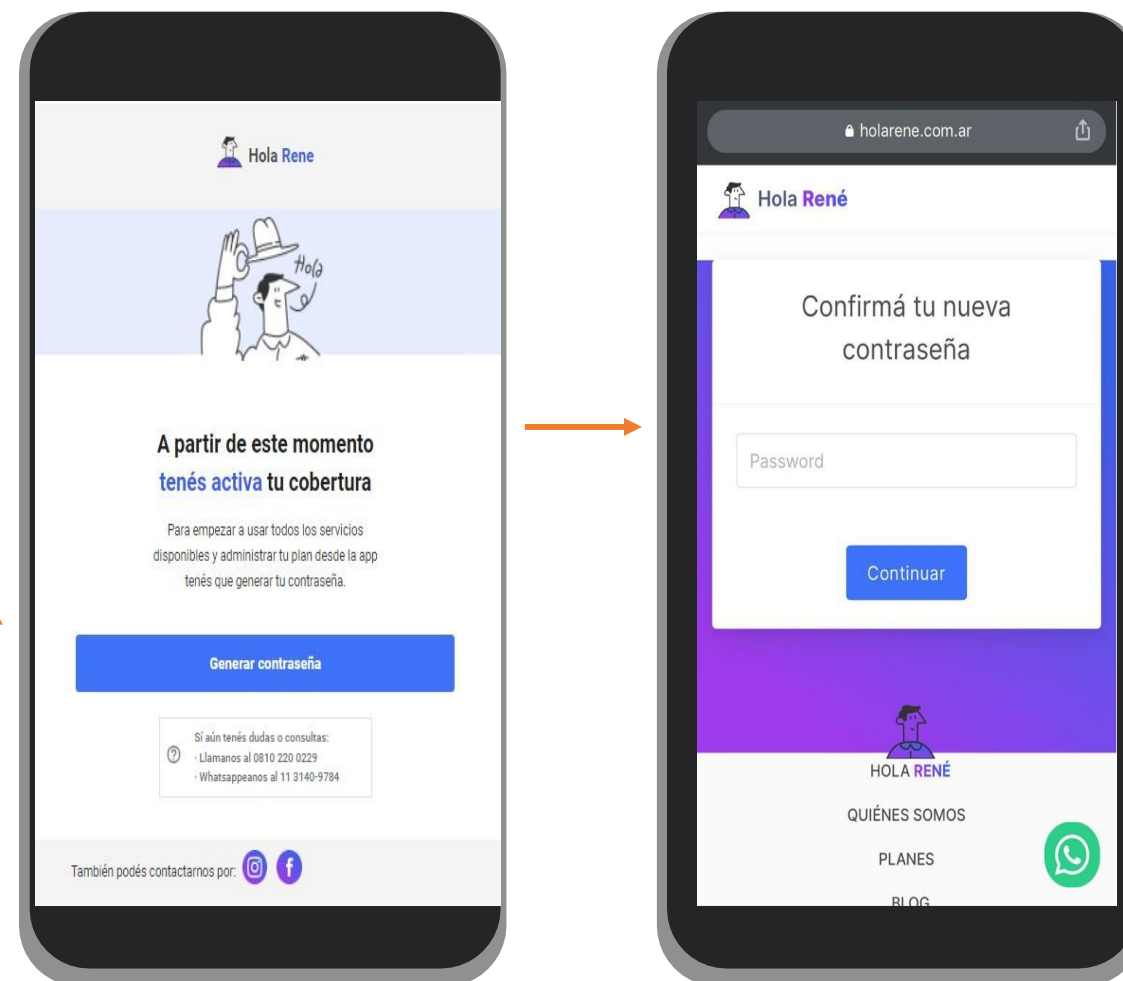 Hola Rene
Hola
A partir de este momento
tenés activa tu cobertura
Para empezar a usar todos los servicios
disponibles y administrar tu plan desde la app
tenés que generar tu contraseña.
Generar contraseña
Sí aún tenés dudas o consultas:
· Llamanos al 0810 220 0229
· Whatsappeanos al 11 3140-9784
También podés contactarnos por:
holarene.com.ar
Hola René
Confirmá tu nueva
contraseña
Password
Continuar
HOLA RENÉ
QUIÉNES SOMOS
PLANES
BLOG